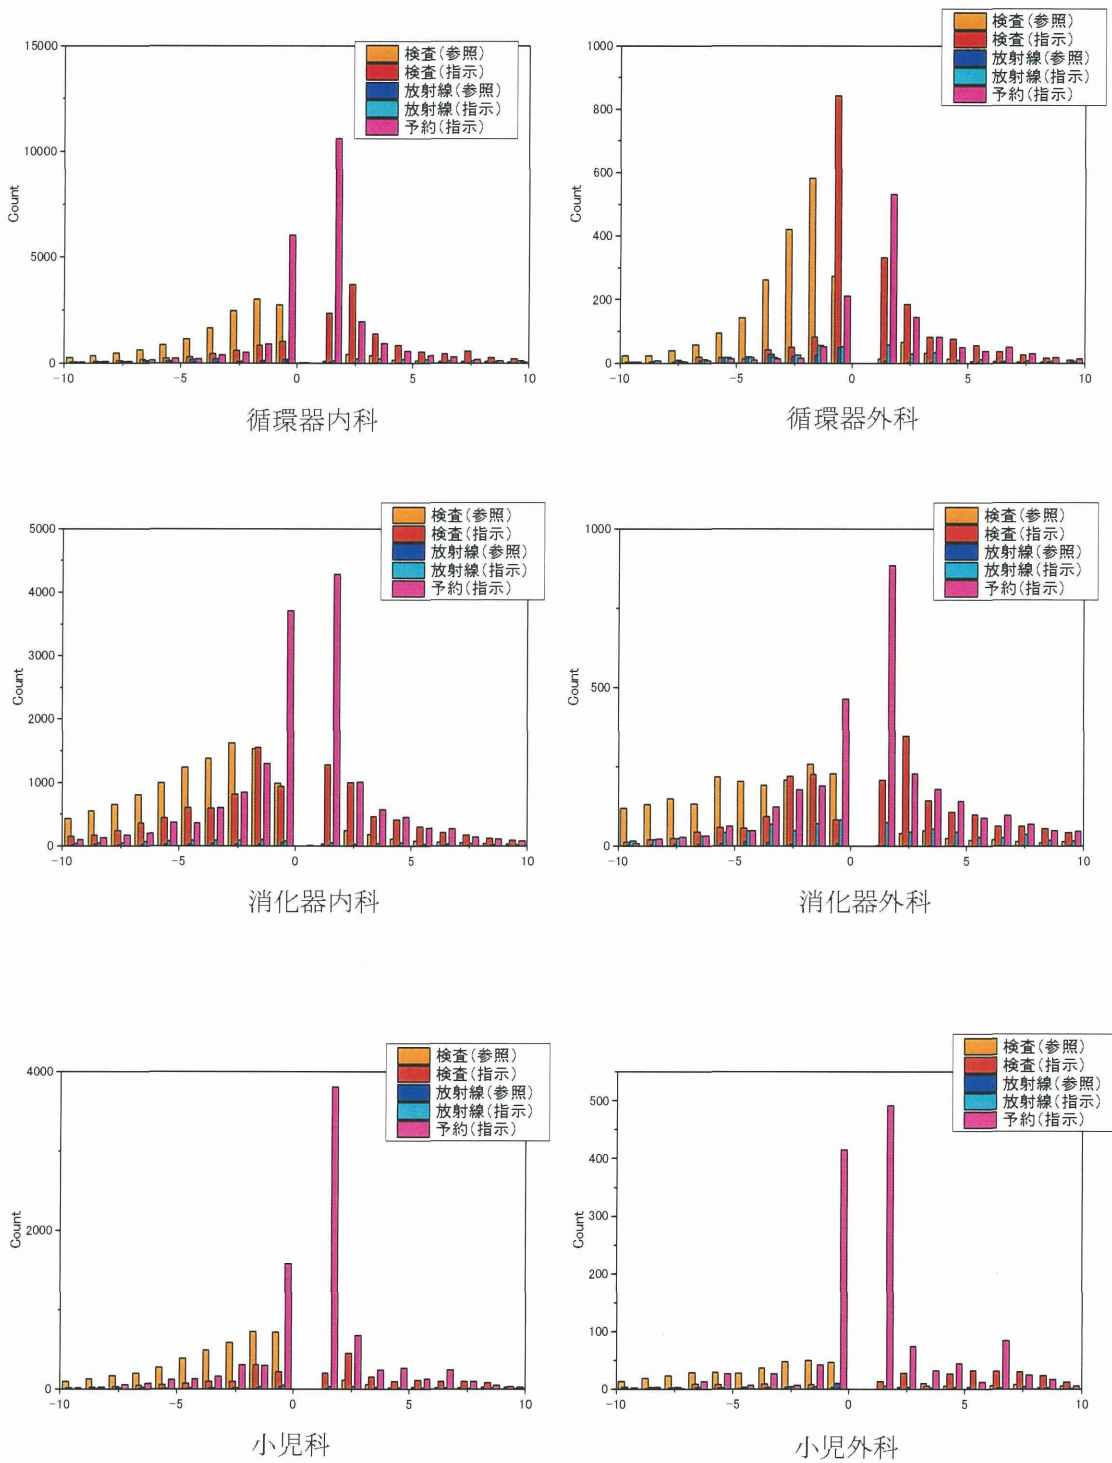 検査(参照)
検査(指示)
放射線(参照)
放射線(指示)
予約(指示)
15000
10000
5000
0
Count
-10
-5
0
5
10
循環器内科
検査(参照)
検査(指示)
放射線(参照)
放射線(指示)
予約(指示)
1000
800
600
400
200
0
Count
-10
-5
0
5
10
循環器外科
検査(参照)
検査(指示)
放射線(参照)
放射線(指示)
予約(指示)
5000
4000
3000
2000
1000
0
Count
-10
-5
0
5
10
消化器内科
検査(参照)
検査(指示)
放射線(参照)
放射線(指示)
予約(指示)
1000
500
0
Count
-10
-5
0
5
10
消化器外科
検査(参照)
検査(指示)
放射線(参照)
放射線(指示)
予約(指示)
4000
2000
0
Count
-10
-5
0
5
10
小児科
検査(参照)
検査(指示)
放射線(参照)
放射線(指示)
予約(指示)
500
400
300
200
100
0
Count
-10
-5
0
5
10
小児外科